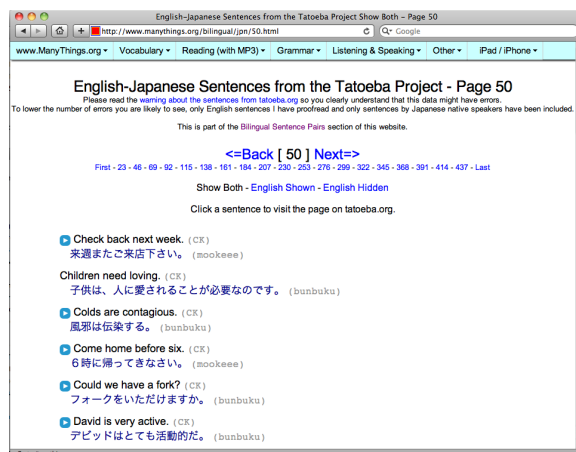 English-Japanese Sentences from the Tatoeba Project Show Both - Page 50
http://www.manythings.org/bilingual/jpn/50.html
Google
www.ManyThings.org ▾ Vocabulary ▾ Reading (with MP3) ▾ Grammar ▾ Listening & Speaking ▾ Other ▾ iPad / iPhone ▾
English-Japanese Sentences from the Tatoeba Project - Page 50
Please read the warning about the sentences from tatoeba.org so you clearly understand that this data might have errors.
To lower the number of errors you are likely to see, only English sentences I have proofread and only sentences by Japanese native speakers have been included.
This is part of the Bilingual Sentence Pairs section of this website.
<=Back [ 50 ] Next=>
First - 23 - 46 - 69 - 92 - 115 - 138 - 161 - 184 - 207 - 230 - 253 - 276 - 299 - 322 - 345 - 368 - 391 - 414 - 437 - Last
Show Both - English Shown - English Hidden
Click a sentence to visit the page on tatoeba.org.
Check back next week. (CK)
来週またご来店下さい。 (mookeee)
Children need loving. (CK)
子供は、人に愛されることが必要なのです。 (bunbuku)
Colds are contagious. (CK)
風邪は伝染する。 (bunbuku)
Come home before six. (CK)
６時に帰ってきなさい。 (mookeee)
Could we have a fork? (CK)
フォークをいただけますか。 (bunbuku)
David is very active. (CK)
デビッドはとても活動的だ。 (bunbuku)